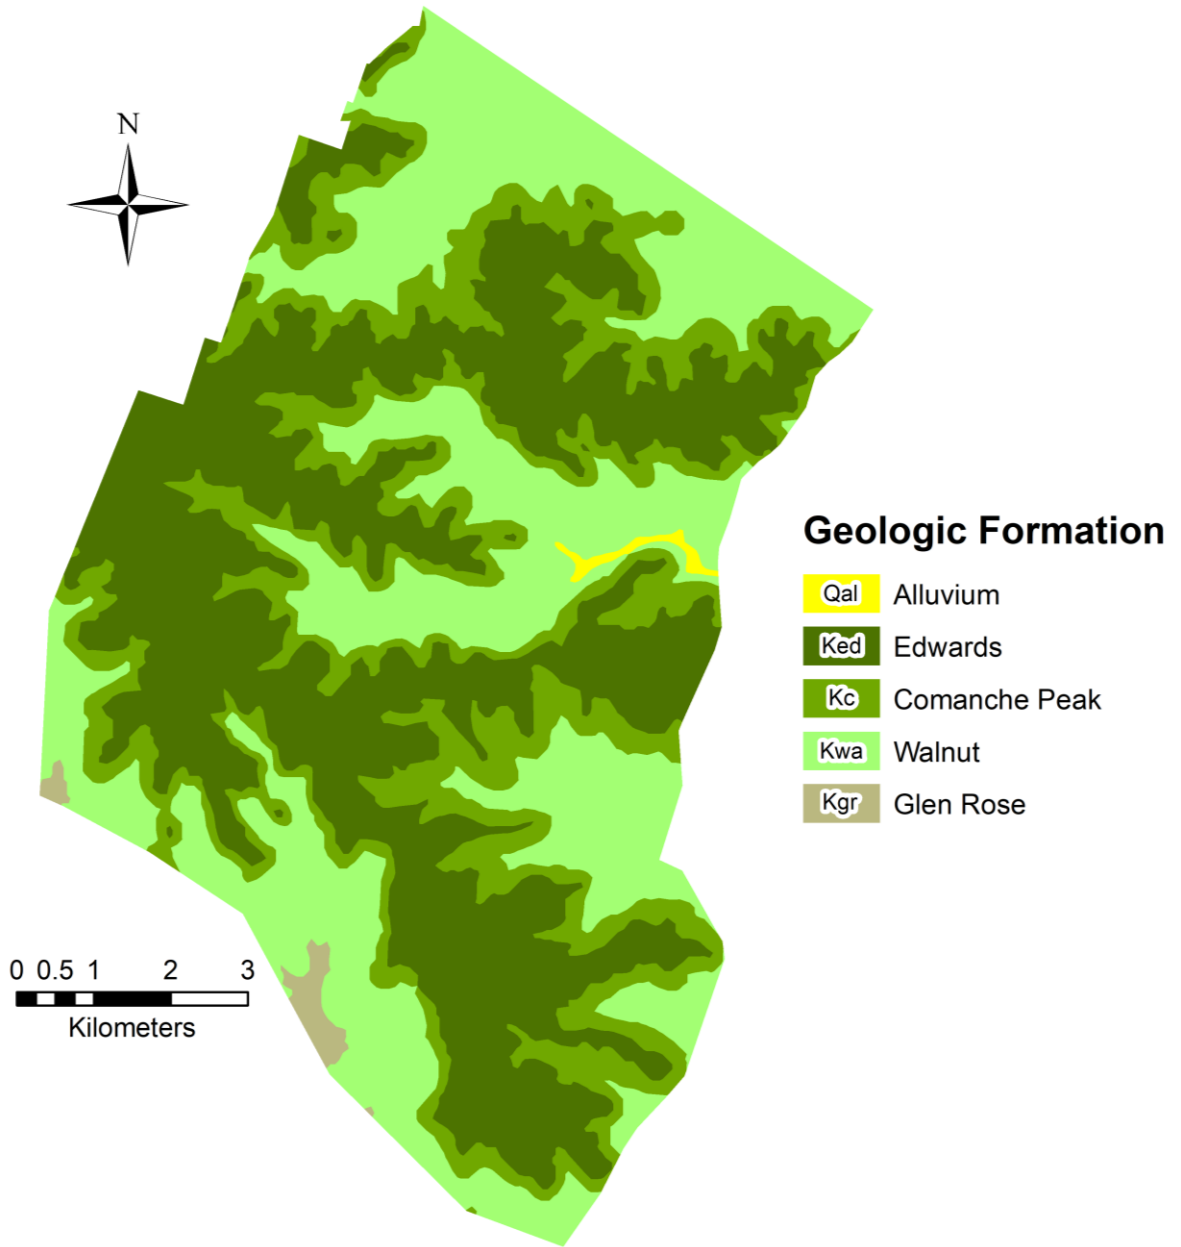 N
Geologic Formation
Qal Alluvium
Ked Edwards
Kc Comanche Peak
Kwa Walnut
Kgr Glen Rose
0 0.5 1 2 3
Kilometers